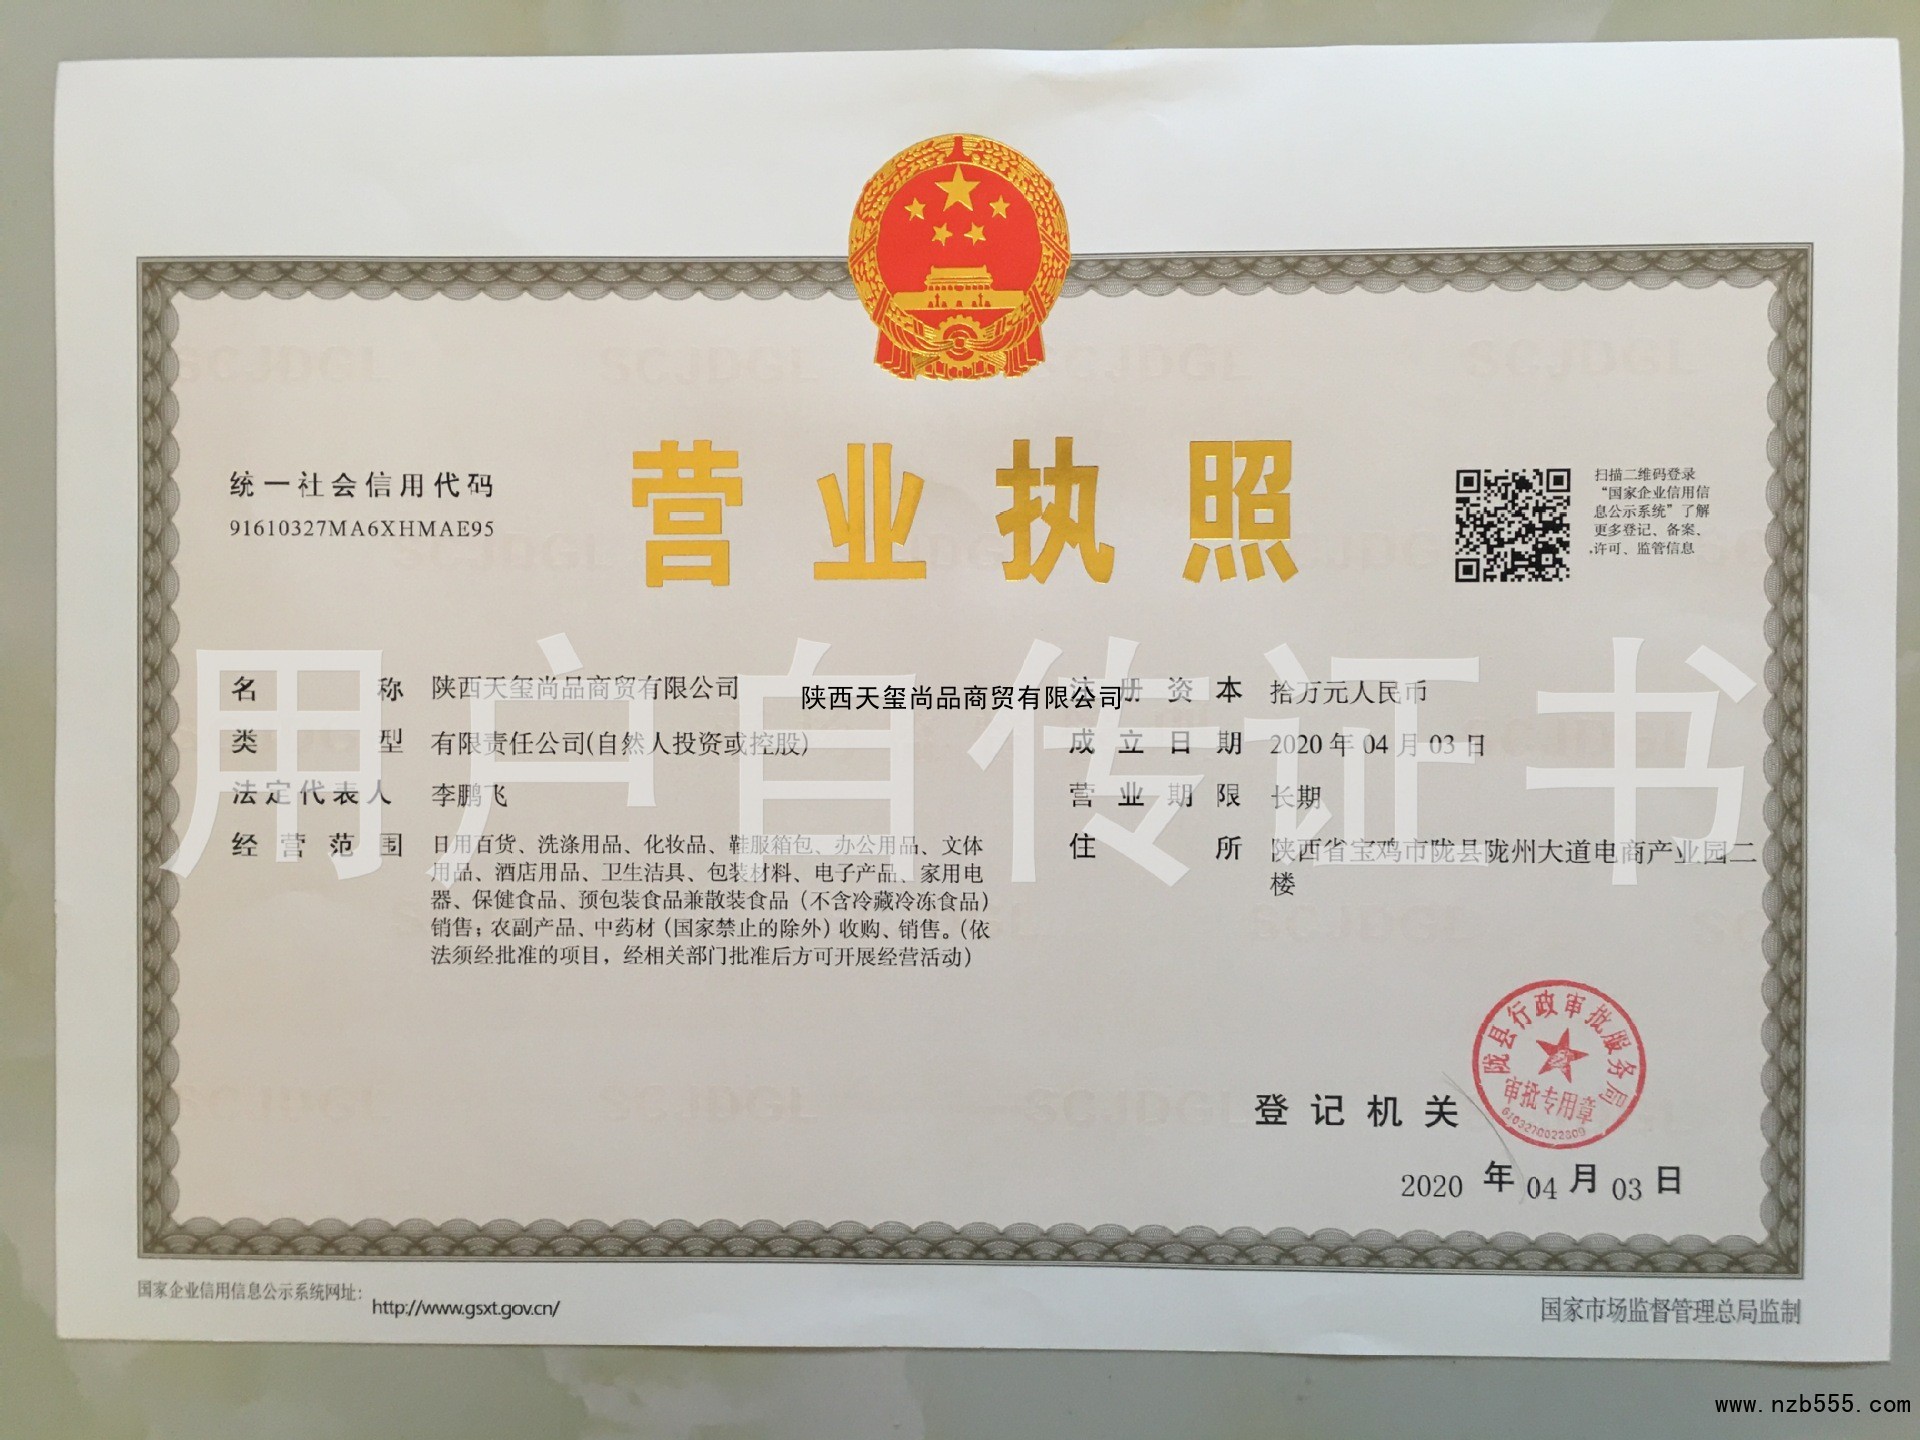 营业执照
统一社会信用代码
91610327MA6XHMAE95
扫描二维码登录
“国家企业信用信
息公示系统”了解
更多登记、备案、
许可、监管信息
名称 陕西天玺尚品商贸有限公司
类型 有限责任公司(自然人投资或控股)
法定代表人 李鹏飞
经营范围 日用百货、洗涤用品、化妆品、鞋服箱包、办公用品、文体
用品、酒店用品、卫生洁具、包装材料、电子产品、家用电
器、保健食品、预包装食品兼散装食品（不含冷藏冷冻食品）
销售；农副产品、中药材（国家禁止的除外）收购、销售。（依
法须经批准的项目，经相关部门批准后方可开展经营活动）
陕西天玺尚品商贸有限公司
注册资本 拾万元人民币
成立日期 2020年04月03日
营业期限 长期
住所 陕西省宝鸡市陇县陇州大道电商产业园二
楼
用户自传证书
登记机关
陇县行政审批服务局
审批专用章
6103270022809
2020年04月03日
国家企业信用信息公示系统网址：http://www.gsxt.gov.cn/
国家市场监督管理总局监制
www.nzb555.com
SCJDGL